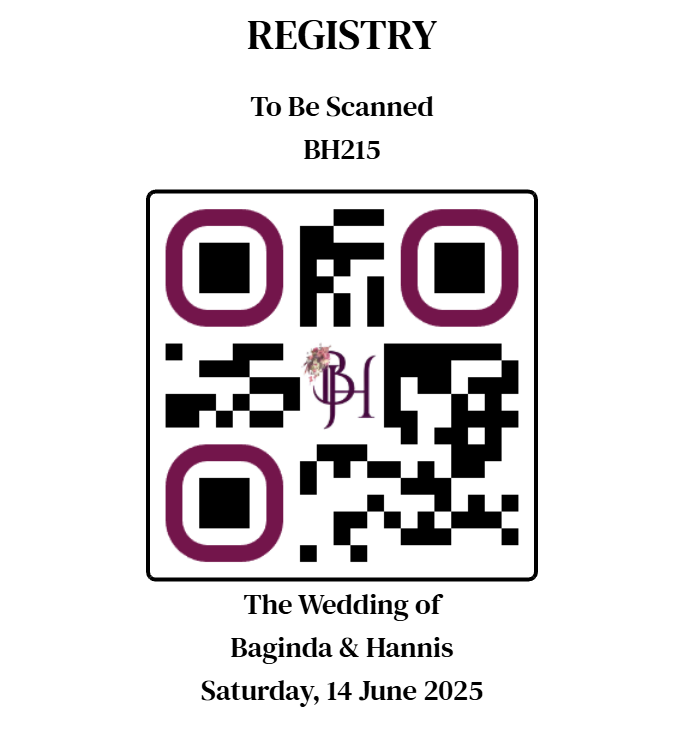 REGISTRY
To Be Scanned
BH215
BH
The Wedding of
Baginda & Hannis
Saturday, 14 June 2025